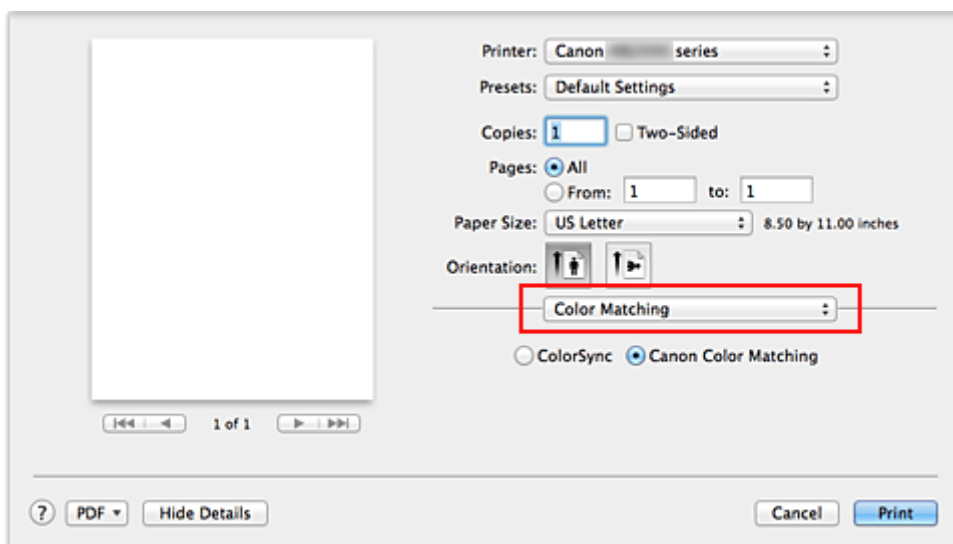 Printer: Canon series
Presets: Default Settings
Copies: 1 Two-Sided
Pages: All
From: 1 to: 1
Paper Size: US Letter 8.50 by 11.00 inches
Orientation:
Color Matching
ColorSync Canon Color Matching
1 of 1
? PDF Hide Details Cancel Print